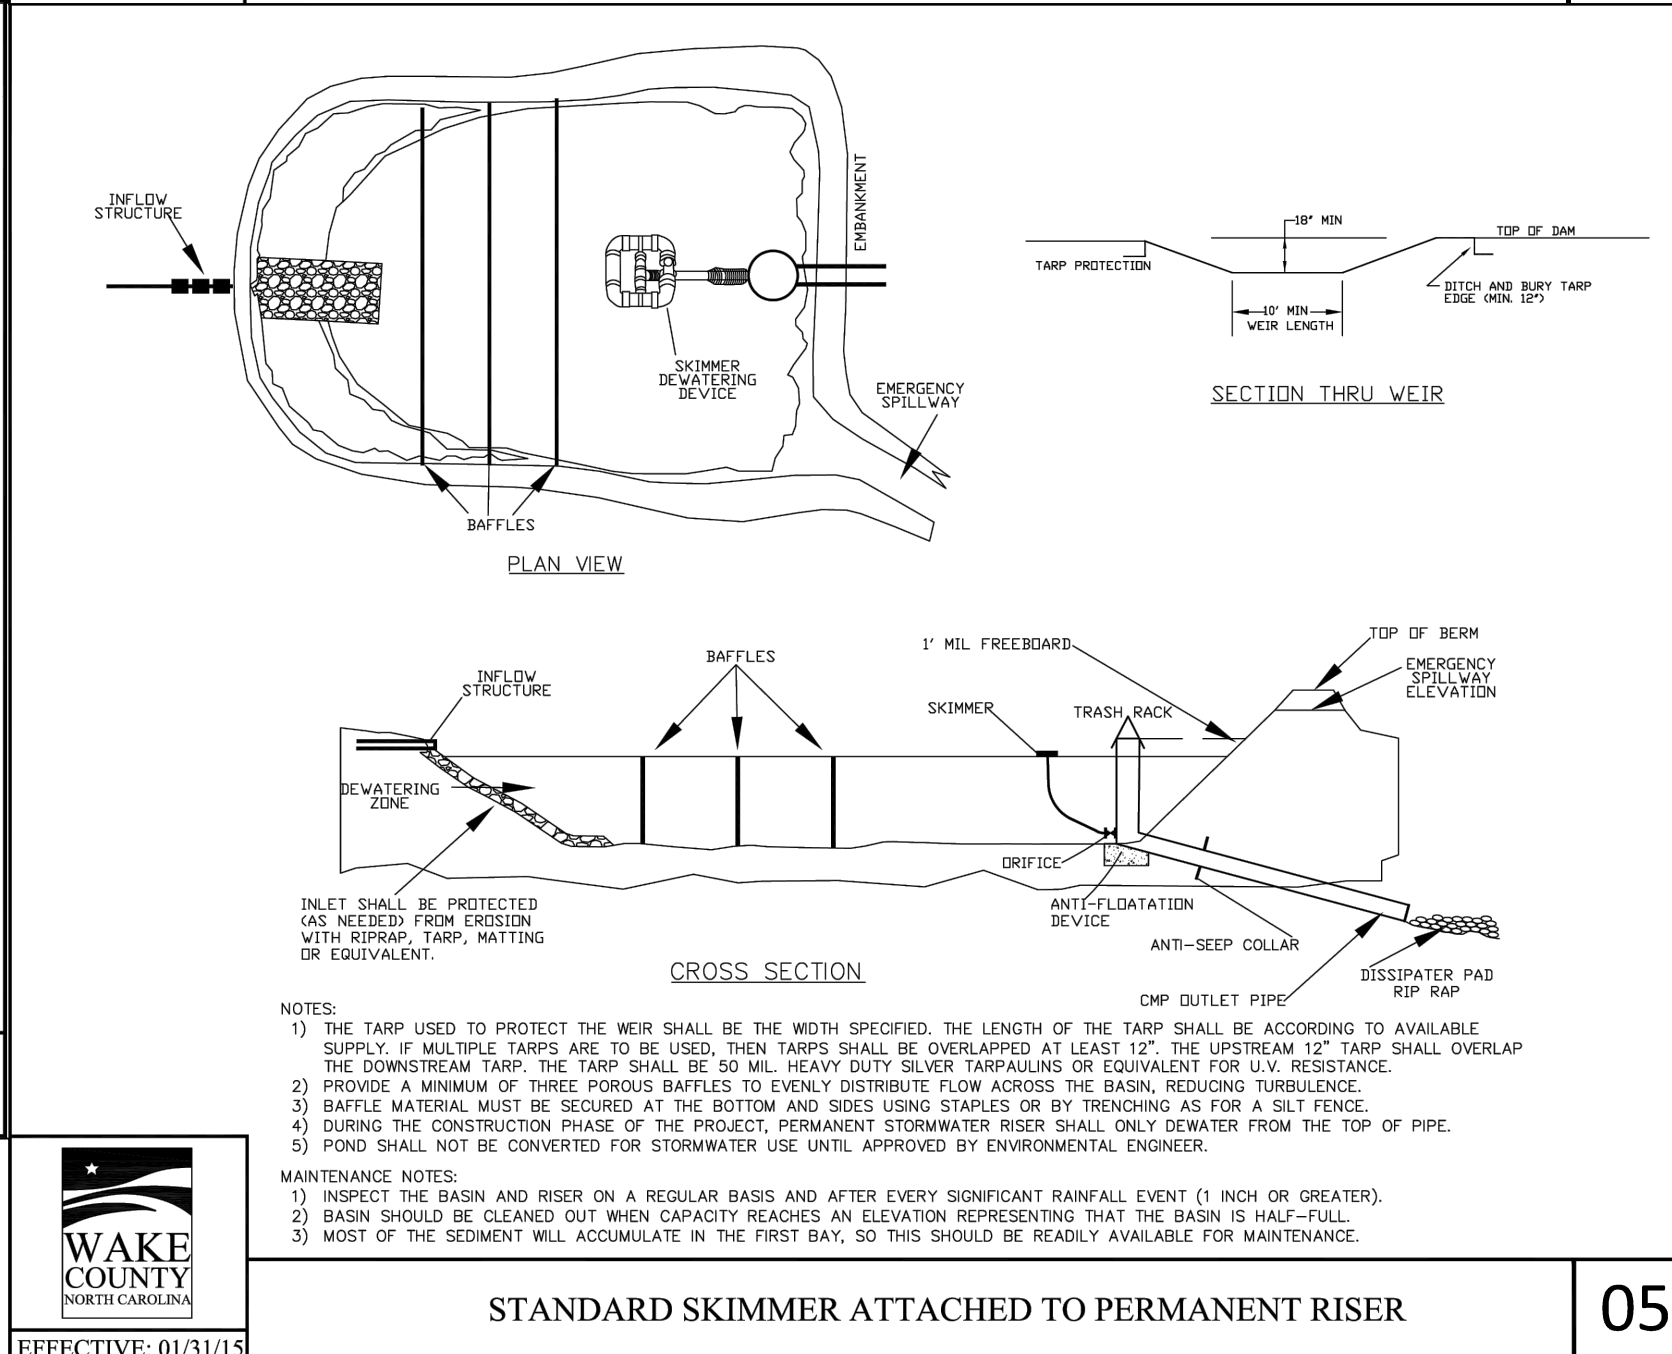 INFLOW
STRUCTURE
EMBANKMENT
SKIMMER
DEWATERING
DEVICE
EMERGENCY
SPILLWAY
BAFFLES
PLAN VIEW
18" MIN
TOP OF DAM
TARP PROTECTION
DITCH AND BURY TARP
EDGE (MIN. 12")
10' MIN
WEIR LENGTH
SECTION THRU WEIR
INFLOW
STRUCTURE
BAFFLES
1' MIL FREEBOARD
TOP OF BERM
EMERGENCY
SPILLWAY
ELEVATION
SKIMMER
TRASH RACK
DEWATERING
ZONE
ORIFICE
INLET SHALL BE PROTECTED
(AS NEEDED) FROM EROSION
WITH RIPRAP, TARP, MATTING
OR EQUIVALENT.
ANTI-FLOATATION
DEVICE
ANTI-SEEP COLLAR
DISSIPATER PAD
RIP RAP
CMP OUTLET PIPE
CROSS SECTION
NOTES:
1) THE TARP USED TO PROTECT THE WEIR SHALL BE THE WIDTH SPECIFIED. THE LENGTH OF THE TARP SHALL BE ACCORDING TO AVAILABLE
SUPPLY. IF MULTIPLE TARPS ARE TO BE USED, THEN TARPS SHALL BE OVERLAPPED AT LEAST 12”. THE UPSTREAM 12” TARP SHALL OVERLAP
THE DOWNSTREAM TARP. THE TARP SHALL BE 50 MIL. HEAVY DUTY SILVER TARPAULINS OR EQUIVALENT FOR U.V. RESISTANCE.
2) PROVIDE A MINIMUM OF THREE POROUS BAFFLES TO EVENLY DISTRIBUTE FLOW ACROSS THE BASIN, REDUCING TURBULENCE.
3) BAFFLE MATERIAL MUST BE SECURED AT THE BOTTOM AND SIDES USING STAPLES OR BY TRENCHING AS FOR A SILT FENCE.
4) DURING THE CONSTRUCTION PHASE OF THE PROJECT, PERMANENT STORMWATER RISER SHALL ONLY DEWATER FROM THE TOP OF PIPE.
5) POND SHALL NOT BE CONVERTED FOR STORMWATER USE UNTIL APPROVED BY ENVIRONMENTAL ENGINEER.
MAINTENANCE NOTES:
1) INSPECT THE BASIN AND RISER ON A REGULAR BASIS AND AFTER EVERY SIGNIFICANT RAINFALL EVENT (1 INCH OR GREATER).
2) BASIN SHOULD BE CLEANED OUT WHEN CAPACITY REACHES AN ELEVATION REPRESENTING THAT THE BASIN IS HALF-FULL.
3) MOST OF THE SEDIMENT WILL ACCUMULATE IN THE FIRST BAY, SO THIS SHOULD BE READILY AVAILABLE FOR MAINTENANCE.
WAKE
COUNTY
NORTH CAROLINA
EFFECTIVE: 01/31/15
STANDARD SKIMMER ATTACHED TO PERMANENT RISER
05